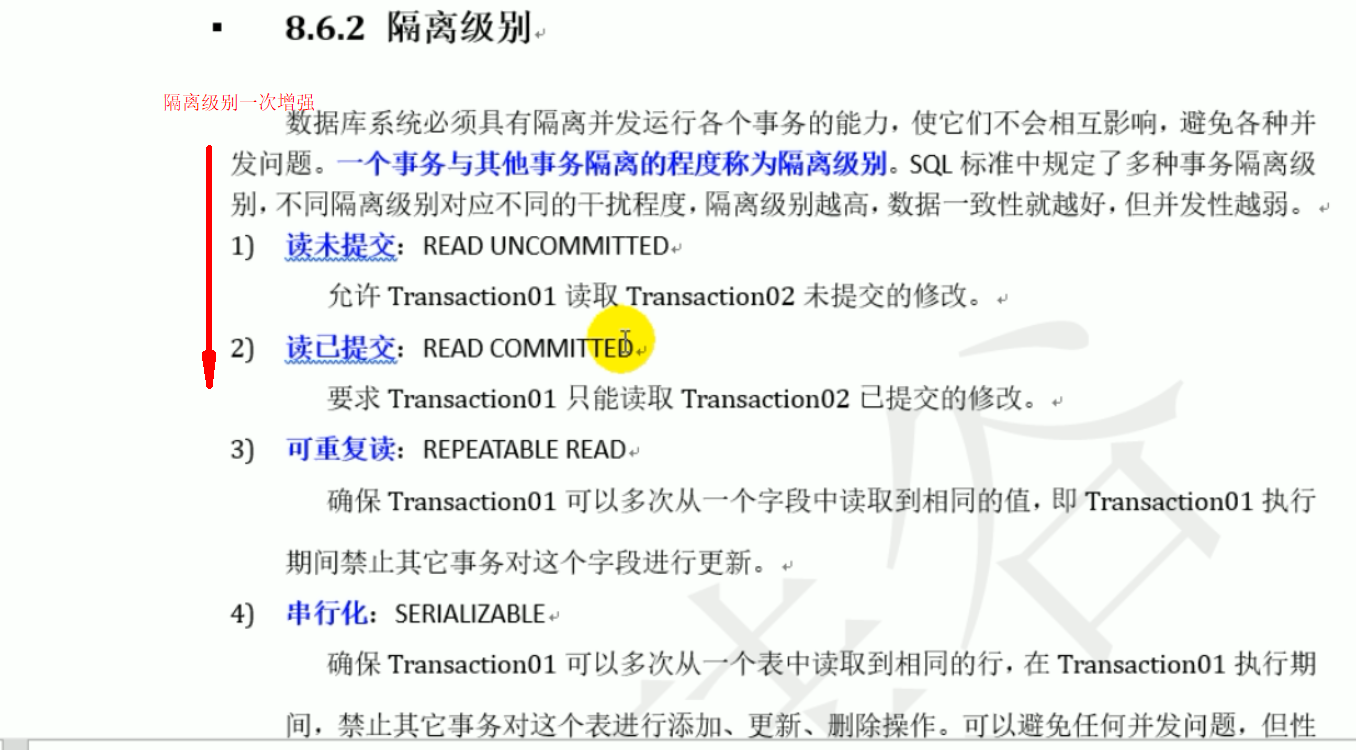 ▪ 8.6.2 隔离级别
隔离级别一次增强
数据库系统必须具有隔离并发运行各个事务的能力，使它们不会相互影响，避免各种并
发问题。一个事务与其他事务隔离的程度称为隔离级别。SQL 标准中规定了多种事务隔离级
别，不同隔离级别对应不同的干扰程度，隔离级别越高，数据一致性就越好，但并发性越弱。
1) 读未提交：READ UNCOMMITTED
允许 Transaction01 读取 Transaction02 未提交的修改。
2) 读已提交：READ COMMITTED
要求 Transaction01 只能读取 Transaction02 已提交的修改。
3) 可重复读：REPEATABLE READ
确保 Transaction01 可以多次从一个字段中读取到相同的值，即 Transaction01 执行
期间禁止其它事务对这个字段进行更新。
4) 串行化：SERIALIZABLE
确保 Transaction01 可以多次从一个表中读取到相同的行，在 Transaction01 执行期
间，禁止其它事务对这个表进行添加、更新、删除操作。可以避免任何并发问题，但性